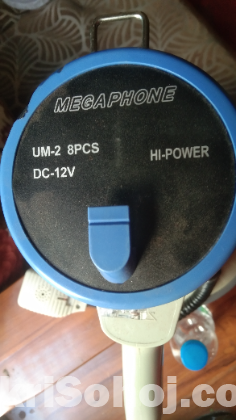 MEGAPHONE
UM-2 8PCS HI-POWER
DC-12V